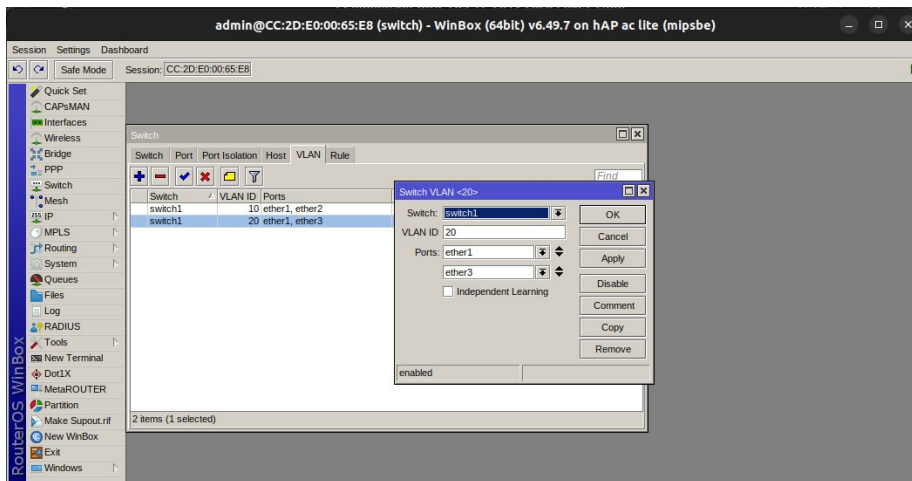 admin@CC:2D:E0:00:65:E8 (switch) - WinBox (64bit) v6.49.7 on hAP ac lite (mipsbe)
Session Settings Dashboard
Safe Mode Session: CC:2D:E0:00:65:E8
Quick Set
CAPsMAN
Interfaces
Wireless
Bridge
PPP
Switch
Mesh
IP
MPLS
Routing
System
Queues
Files
Log
RADIUS
Tools
New Terminal
Dot1X
MetaROUTER
Partition
Make Supout.rif
New WinBox
Exit
Windows
RouterOS WinBox
Switch
Switch Port Port Isolation Host VLAN Rule
Find
Switch VLAN ID Ports
switch1 10 ether1, ether2
switch1 20 ether1, ether3
2 items (1 selected)
Switch VLAN <20>
Switch: switch1
VLAN ID 20
Ports: ether1
ether3
Independent Learning
OK
Cancel
Apply
Disable
Comment
Copy
Remove
enabled